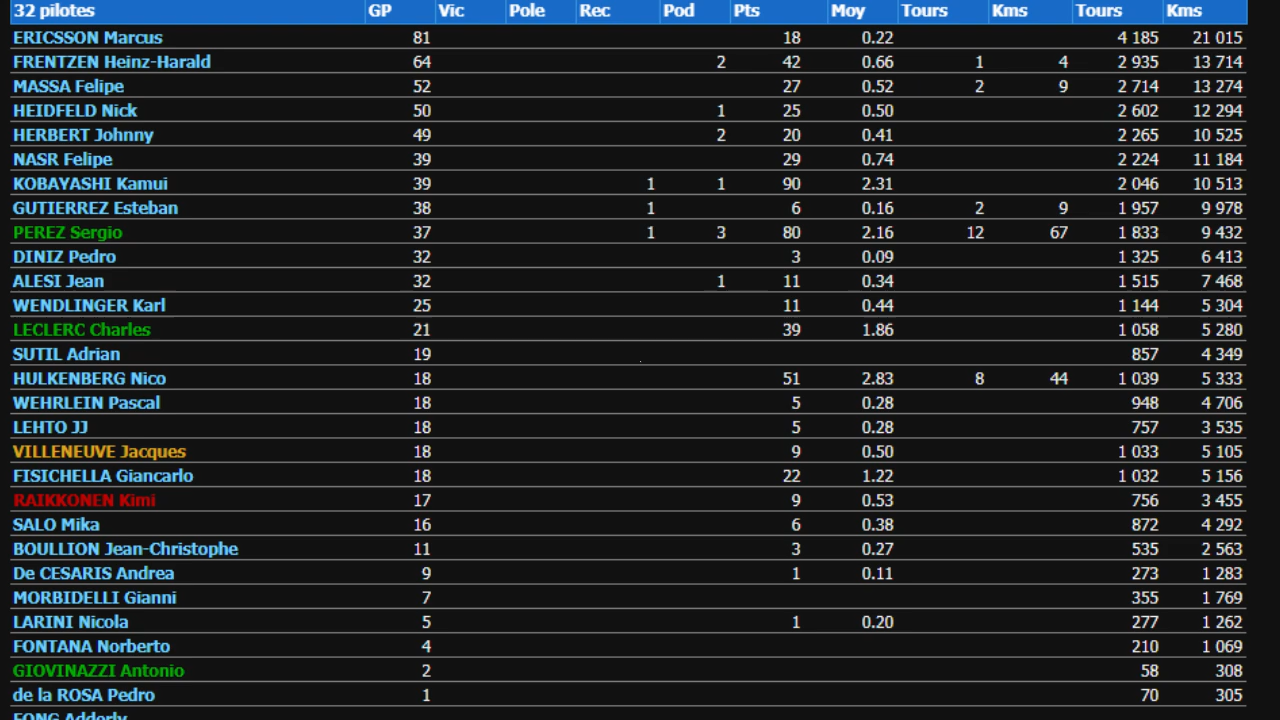 32 pilotes GP Vic Pole Rec Pod Pts Moy Tours Kms Tours Kms
ERICSSON Marcus 81 18 0.22 4 185 21 015
FRENTZEN Heinz-Harald 64 2 42 0.66 1 4 2 935 13 714
MASSA Felipe 52 27 0.52 2 9 2 714 13 274
HEIDFELD Nick 50 1 25 0.50 2 602 12 294
HERBERT Johnny 49 2 20 0.41 2 265 10 525
NASR Felipe 39 29 0.74 2 224 11 184
KOBAYASHI Kamui 39 1 1 90 2.31 2 046 10 513
GUTIERREZ Esteban 38 1 6 0.16 2 9 1 957 9 978
PEREZ Sergio 37 1 3 80 2.16 12 67 1 833 9 432
DINIZ Pedro 32 3 0.09 1 325 6 413
ALESI Jean 32 1 11 0.34 1 515 7 468
WENDLINGER Karl 25 11 0.44 1 144 5 304
LECLERC Charles 21 39 1.86 1 058 5 280
SUTIL Adrian 19 857 4 349
HULKENBERG Nico 18 51 2.83 8 44 1 039 5 333
WEHRLEIN Pascal 18 5 0.28 948 4 706
LEHTO JJ 18 5 0.28 757 3 535
VILLENEUVE Jacques 18 9 0.50 1 033 5 105
FISICHELLA Giancarlo 18 22 1.22 1 032 5 156
RAIKKONEN Kimi 17 9 0.53 756 3 455
SALO Mika 16 6 0.38 872 4 292
BOULLION Jean-Christophe 11 3 0.27 535 2 563
De CESARIS Andrea 9 1 0.11 273 1 283
MORBIDELLI Gianni 7 355 1 769
LARINI Nicola 5 1 0.20 277 1 262
FONTANA Norberto 4 210 1 069
GIOVINAZZI Antonio 2 58 308
de la ROSA Pedro 1 70 305
FONG Adderly